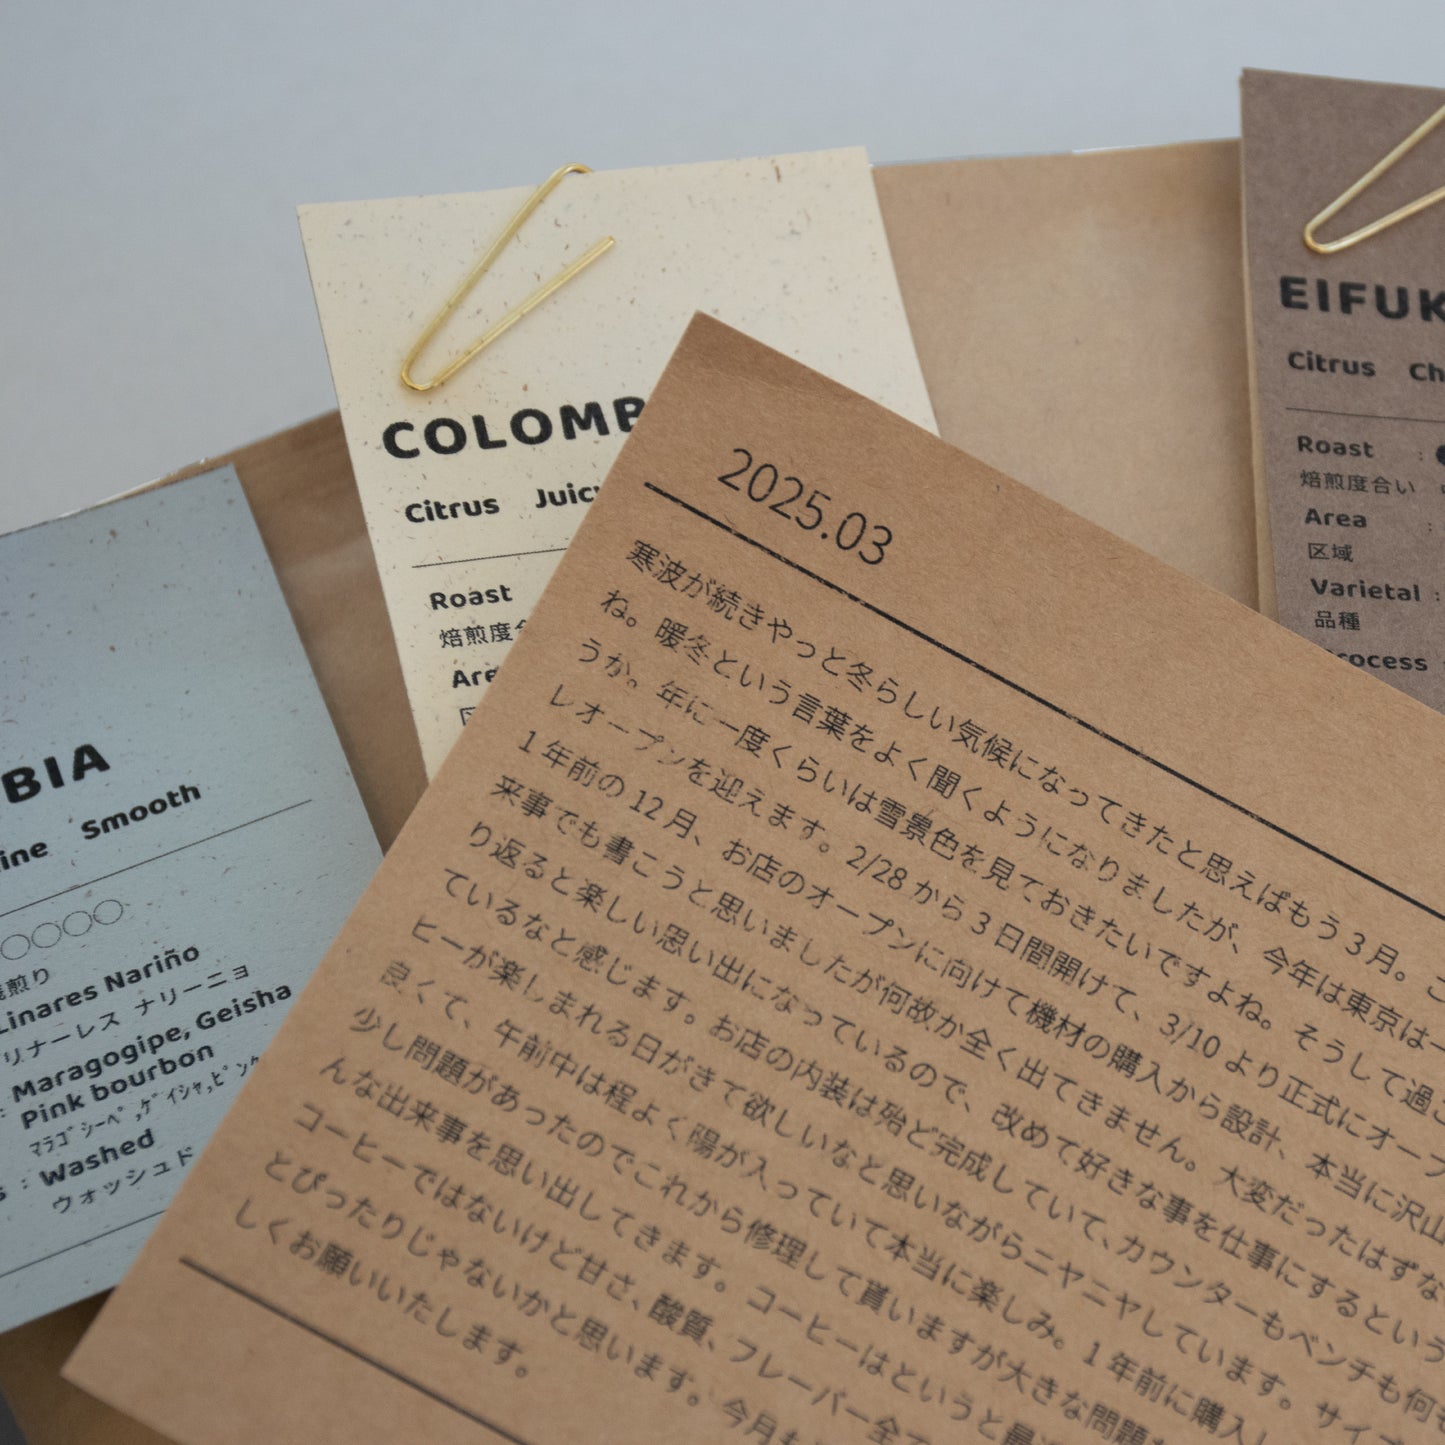 COLOMB
Citrus Juicy
Roast
焙煎度合
Are
区
EIFUK
Citrus Ch
Roast :
焙煎度合い
Area :
区域
Varietal :
品種
rocess
BIA
ine Smooth
煎り
Linares Nariño
リナーレス ナリーニョ
: Maragogipe, Geisha
Pink bourbon
マラゴシーペ,ゲイシャ,ピンク
s : Washed
ウォッシュド
2025.03
寒波が続きやっと冬らしい気候になってきたと思えばもう3月。こ
ね。暖冬という言葉をよく聞くようになりましたが、今年は東京は一
うか。年に一度くらいは雪景色を見ておきたいですよね。そうして過ご
レオープンを迎えます。2/28 から 3 日間開けて、3/10 より正式にオープ
1 年前の 12 月、お店のオープンに向けて機材の購入から設計、本当に沢山
来事でも書こうと思いましたが何故か全く出てきません。大変だったはずな
り返ると楽しい思い出になっているので、改めて好きな事を仕事にするという
ているなと感じます。お店の内装は殆ど完成していて、カウンターもベンチも何
ヒーが楽しまれる日がきて欲しいなと思いながらニヤニヤしています。サイ
良くて、午前中は程よく陽が入っていて本当に楽しみ。1 年前に購入し
少し問題があったのでこれから修理して貰いますが大きな問題
んな出来事を思い出してきます。コーヒーはというと最
コーヒーではないけど甘さ、酸質、フレーバー全て
とぴったりじゃないかと思います。今月も
しくお願いいたします。